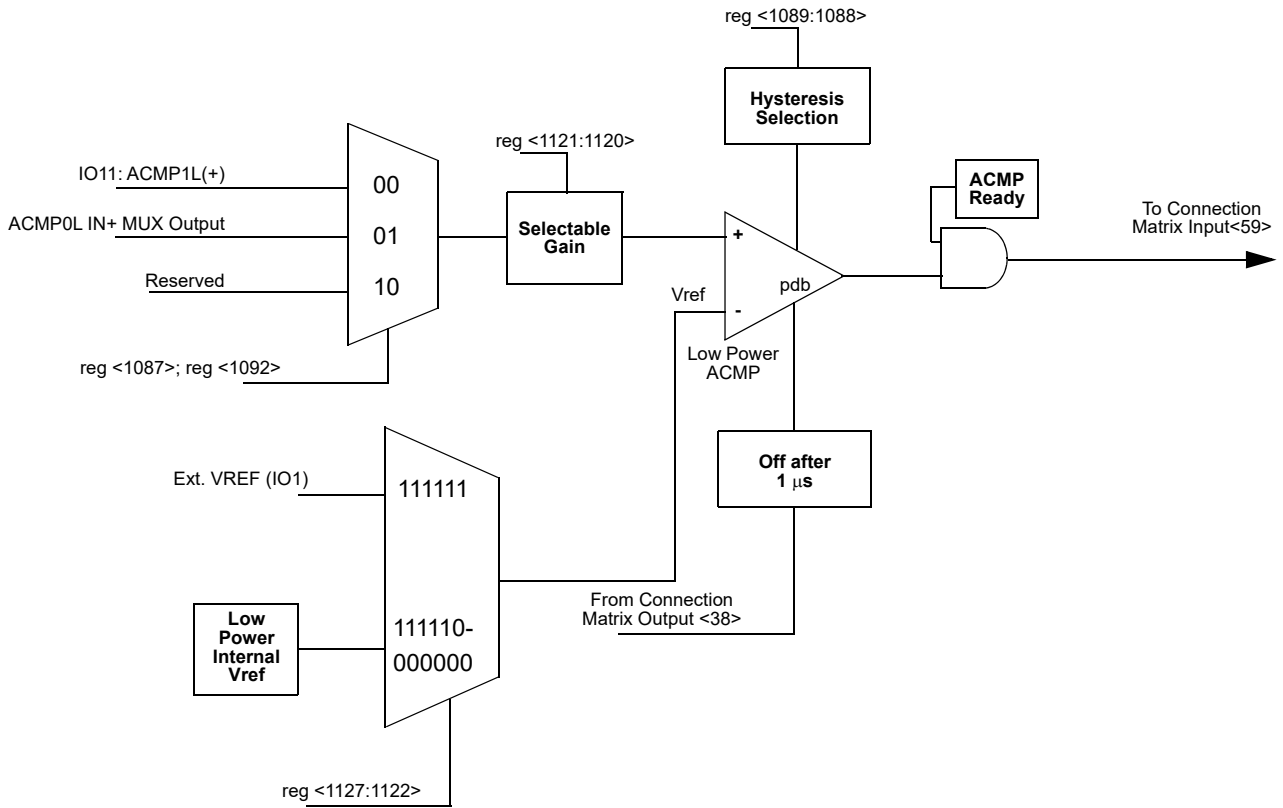 reg <1089:1088>
Hysteresis
Selection
reg <1121:1120>
IO11: ACMP1L(+)
00
ACMP0L IN+ MUX Output
01
Reserved
10
reg <1087>; reg <1092>
Selectable
Gain
+
-
pdb
Vref
Low Power
ACMP
ACMP
Ready
To Connection
Matrix Input<59>
Off after
1 μs
From Connection
Matrix Output <38>
Ext. VREF (IO1)
111111
Low
Power
Internal
Vref
111110-
000000
reg <1127:1122>